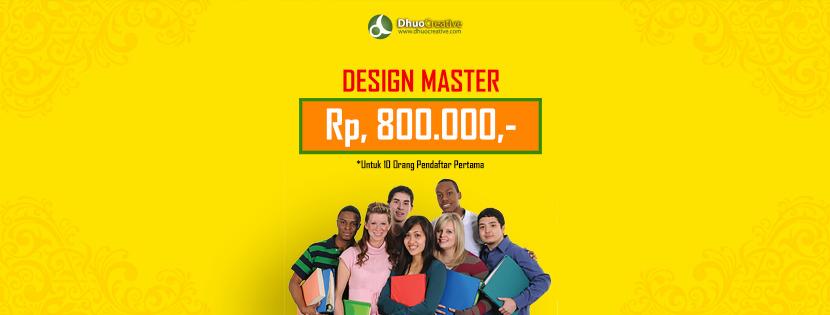 DhuoCreative
www.dhuocreative.com
DESIGN MASTER
Rp, 800.000,-
*Untuk 10 Orang Pendaftar Pertama